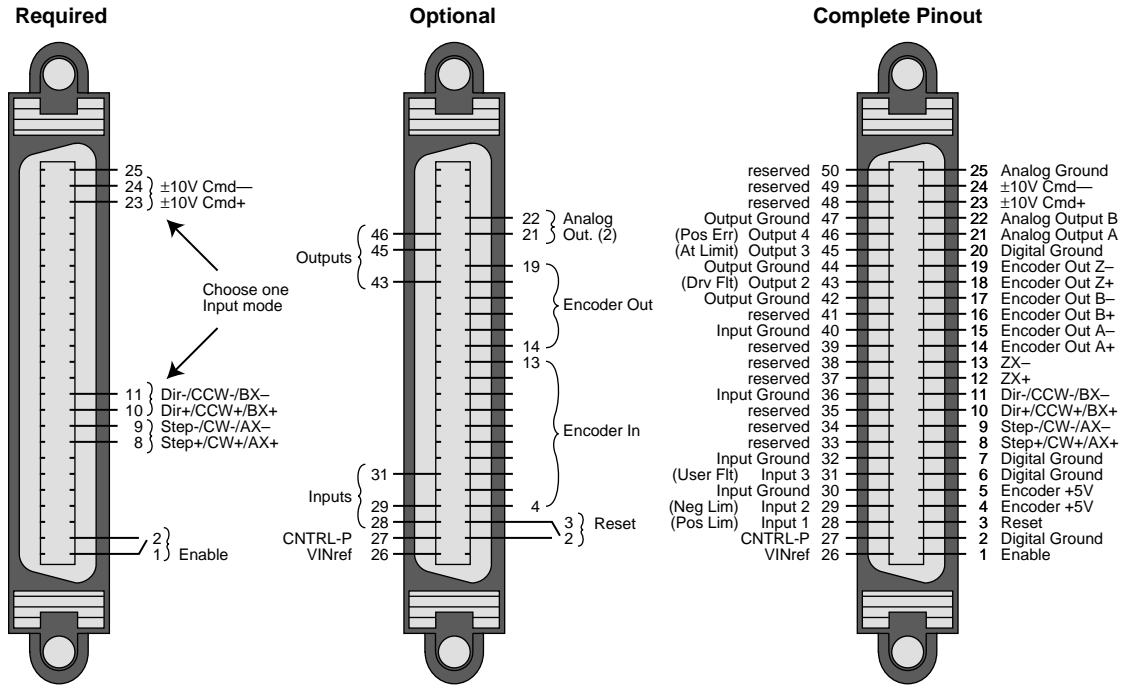 Required
25
24 ±10V Cmd—
23 ±10V Cmd+
Choose one
Input mode
11 Dir-/CCW-/BX–
10 Dir+/CCW+/BX+
9 Step-/CW-/AX–
8 Step+/CW+/AX+
2
1 Enable
Optional
22 Analog
21 Out. (2)
46
45
43
Outputs
19
Encoder Out
14
13
Encoder In
4
31
Inputs
29
28
3 Reset
2
CNTRL-P 27
VINref 26
Complete Pinout
reserved 50 25 Analog Ground
reserved 49 24 ±10V Cmd—
reserved 48 23 ±10V Cmd+
Output Ground 47 22 Analog Output B
(Pos Err) Output 4 46 21 Analog Output A
(At Limit) Output 3 45 20 Digital Ground
Output Ground 44 19 Encoder Out Z–
(Drv Flt) Output 2 43 18 Encoder Out Z+
Output Ground 42 17 Encoder Out B–
reserved 41 16 Encoder Out B+
Input Ground 40 15 Encoder Out A–
reserved 39 14 Encoder Out A+
reserved 38 13 ZX–
reserved 37 12 ZX+
Input Ground 36 11 Dir-/CCW-/BX–
reserved 35 10 Dir+/CCW+/BX+
reserved 34 9 Step-/CW-/AX–
reserved 33 8 Step+/CW+/AX+
Input Ground 32 7 Digital Ground
(User Flt) Input 3 31 6 Digital Ground
Input Ground 30 5 Encoder +5V
(Neg Lim) Input 2 29 4 Encoder +5V
(Pos Lim) Input 1 28 3 Reset
CNTRL-P 27 2 Digital Ground
VINref 26 1 Enable